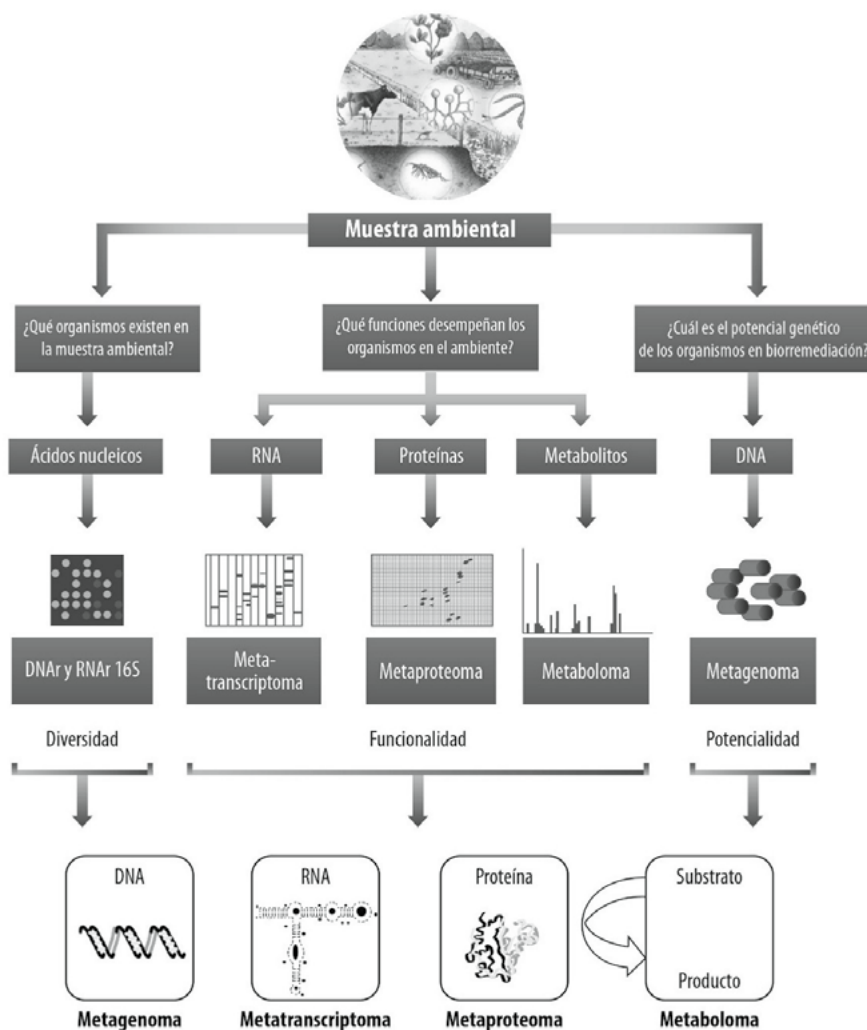 Muestra ambiental
¿Qué organismos existen en
la muestra ambiental?
¿Qué funciones desempeñan los
organismos en el ambiente?
¿Cuál es el potencial genético
de los organismos en biorremediación?
Ácidos nucleicos
RNA
Proteínas
Metabolitos
DNA
DNAr y RNAr 16S
Meta-
transcriptoma
Metaproteoma
Metaboloma
Metagenoma
Diversidad
Funcionalidad
Potencialidad
DNA
RNA
Proteína
Substrato
Producto
Metagenoma
Metatranscriptoma
Metaproteoma
Metaboloma